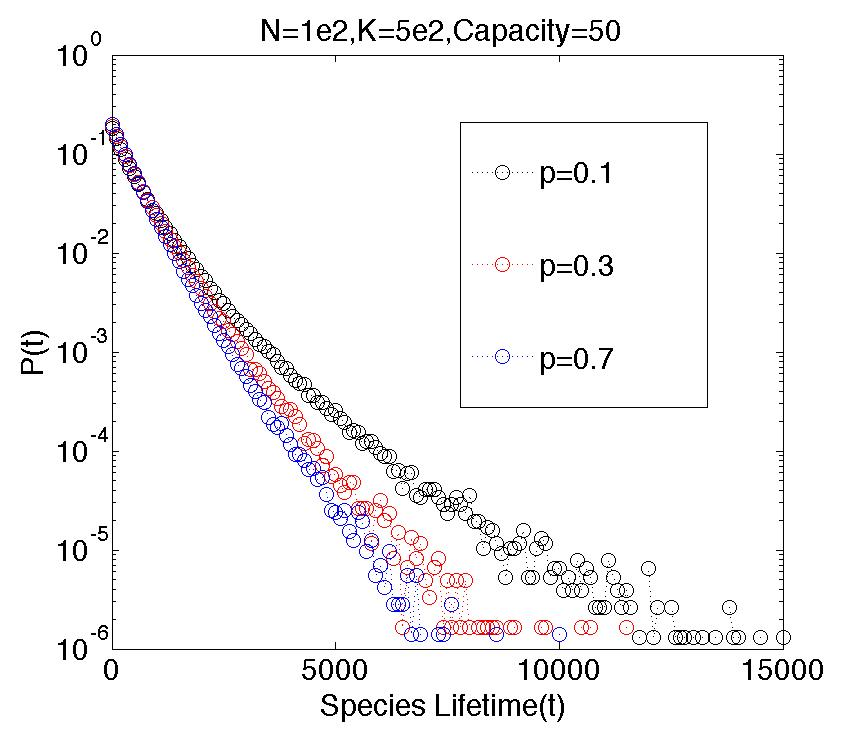 N=1e2,K=5e2,Capacity=50
10^0
10^-1
10^-2
10^-3
10^-4
10^-5
10^-6
P(t)
p=0.1
p=0.3
p=0.7
0 5000 10000 15000
Species Lifetime(t)